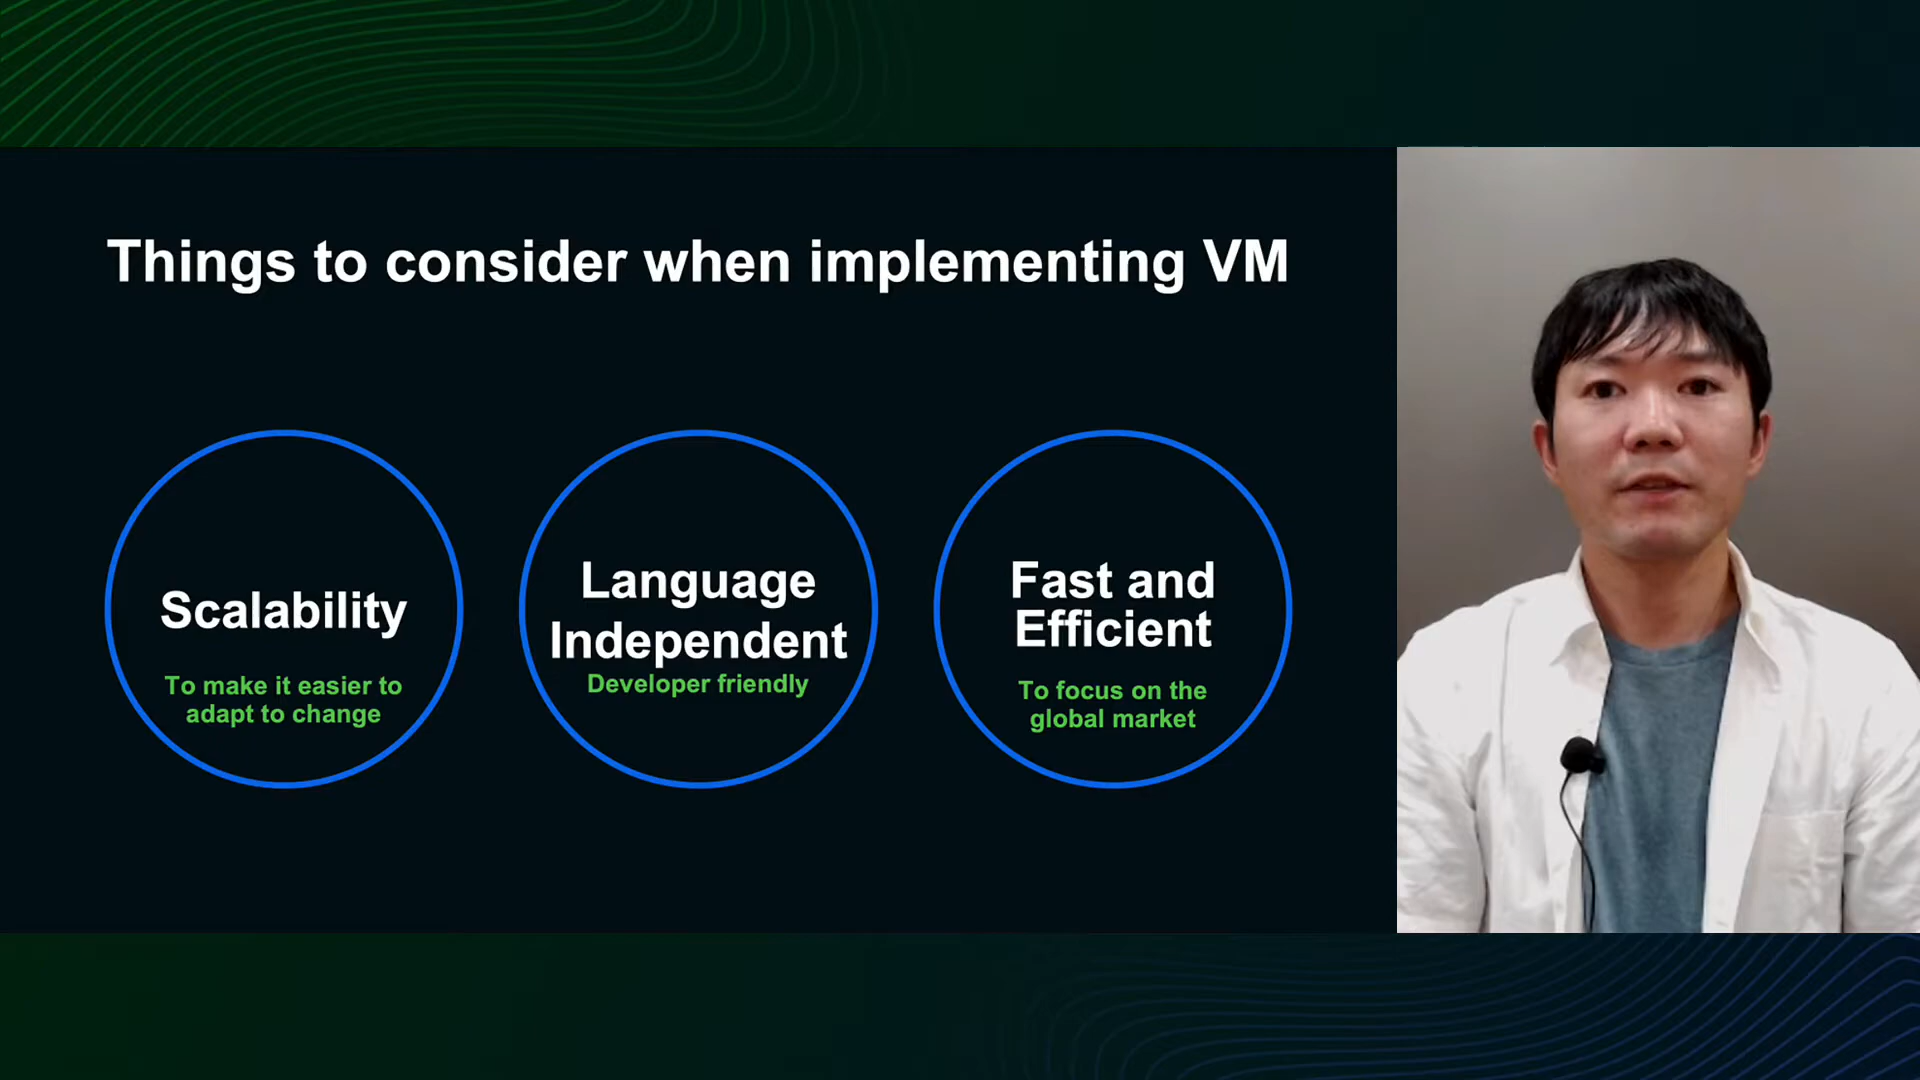 Things to consider when implementing VM
Scalability
To make it easier to
adapt to change
Language
Independent
Developer friendly
Fast and
Efficient
To focus on the
global market